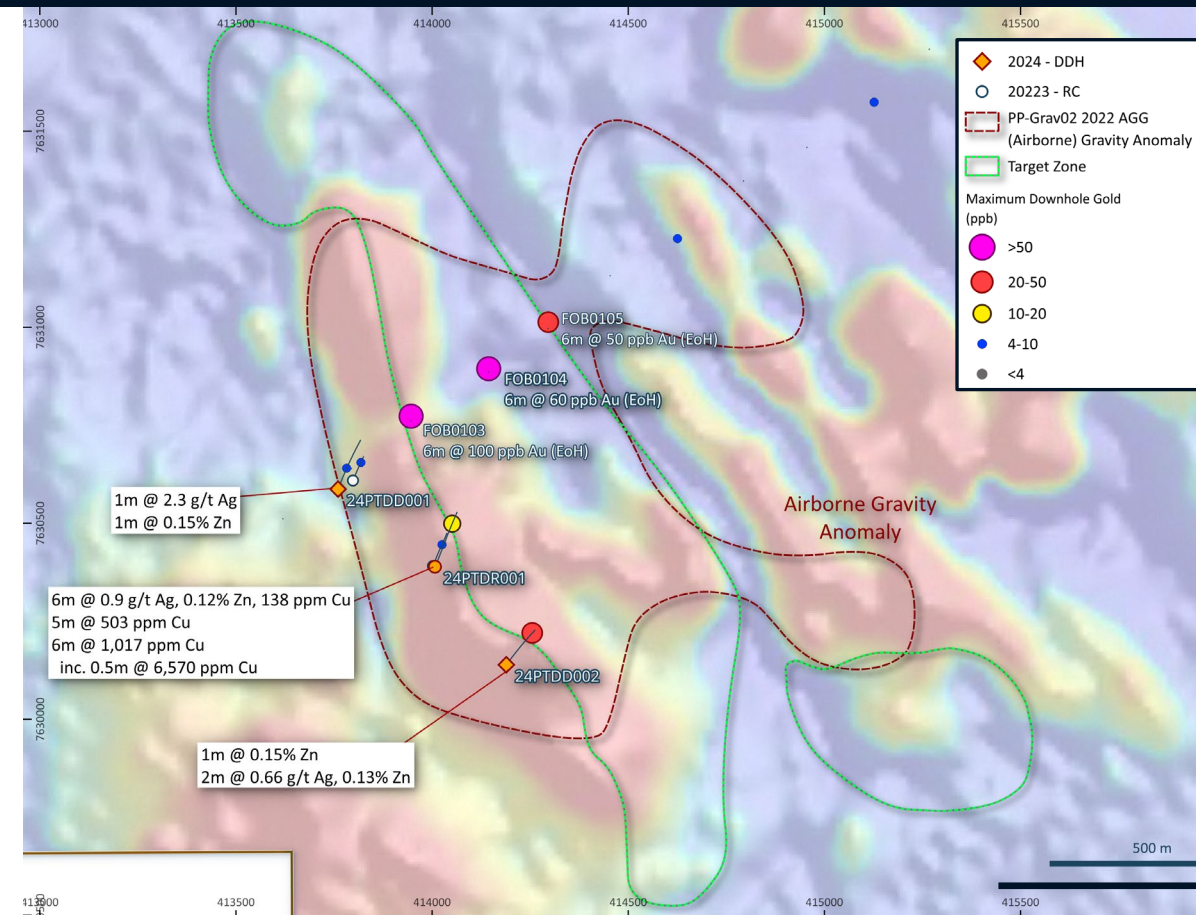 413000
413500
414000
414500
415000
415500
7631500
7631000
7630500
7630000
2024 - DDH
20223 - RC
PP-Grav02 2022 AGG
(Airborne) Gravity Anomaly
Target Zone
Maximum Downhole Gold
(ppb)
>50
20-50
10-20
4-10
<4
FOB0105
6m @ 50 ppb Au (EoH)
FOB0104
6m @ 60 ppb Au (EoH)
FOB0103
6m @ 100 ppb Au (EoH)
24PTDD001
1m @ 2.3 g/t Ag
1m @ 0.15% Zn
Airborne Gravity
Anomaly
24PTDR001
6m @ 0.9 g/t Ag, 0.12% Zn, 138 ppm Cu
5m @ 503 ppm Cu
6m @ 1,017 ppm Cu
inc. 0.5m @ 6,570 ppm Cu
24PTDD002
1m @ 0.15% Zn
2m @ 0.66 g/t Ag, 0.13% Zn
500 m
413500
414000
414500
415000
415500